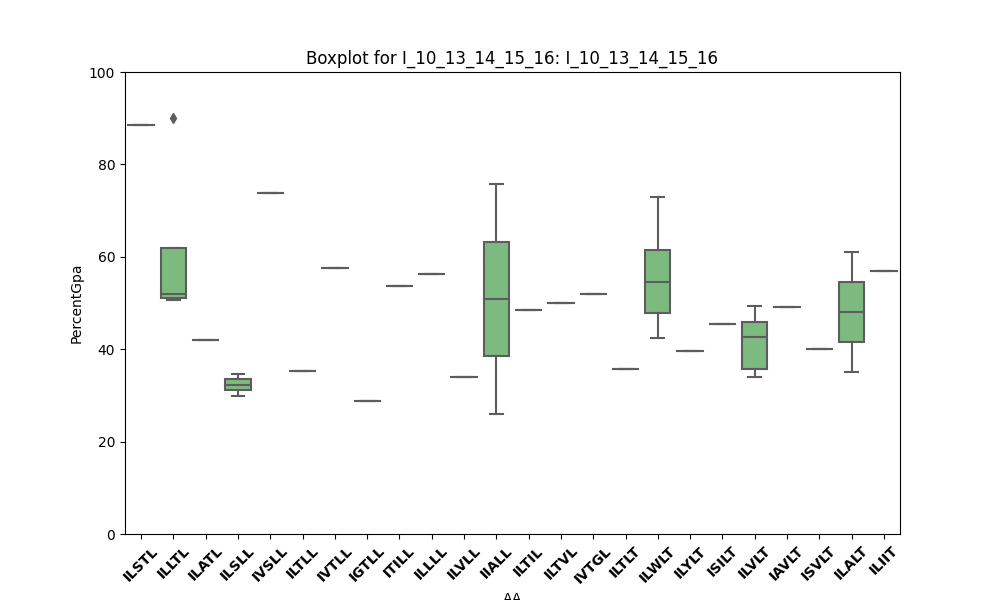 Boxplot for I_10_13_14_15_16: I_10_13_14_15_16
100
80
60
40
20
0
PercentGpa
ILSTL ILLTL ILATL ILSLL IVSLL ILTLL IVTLL IGTLL ITILL ILLLL ILVLL IIALL ILTIL ILTVL IVTGL ILTLT ILWLT ILYLT ISILT ILVLT IAVLT ISVLT ILALT ILIIT
AA